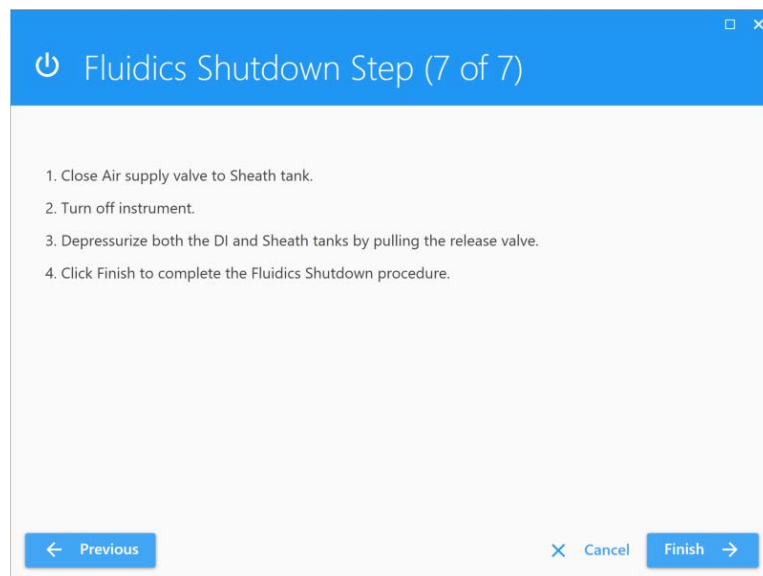 Fluidics Shutdown Step (7 of 7)
1. Close Air supply valve to Sheath tank.
2. Turn off instrument.
3. Depressurize both the DI and Sheath tanks by pulling the release valve.
4. Click Finish to complete the Fluidics Shutdown procedure.
Previous
Cancel
Finish